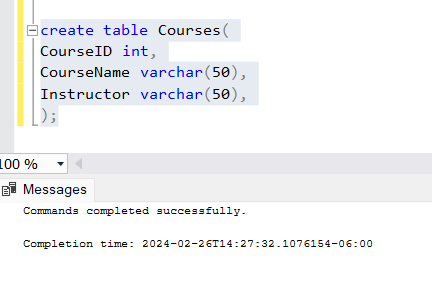 create table Courses(
CourseID int,
CourseName varchar(50),
Instructor varchar(50),
);
100 %
Messages
Commands completed successfully.
Completion time: 2024-02-26T14:27:32.1076154-06:00